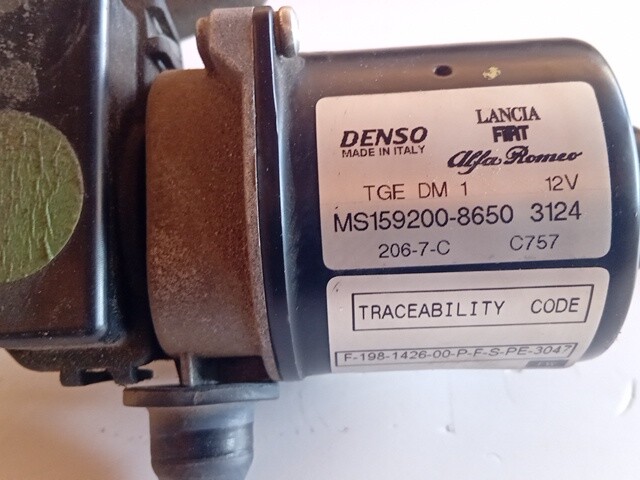 DENSO
MADE IN ITALY
LANCIA
FIAT
Alfa Romeo
TGE DM 1 12V
MS159200-8650 3124
206-7-C C757
TRACEABILITY CODE
F-198-1426-00-P-F-S-PE-3047